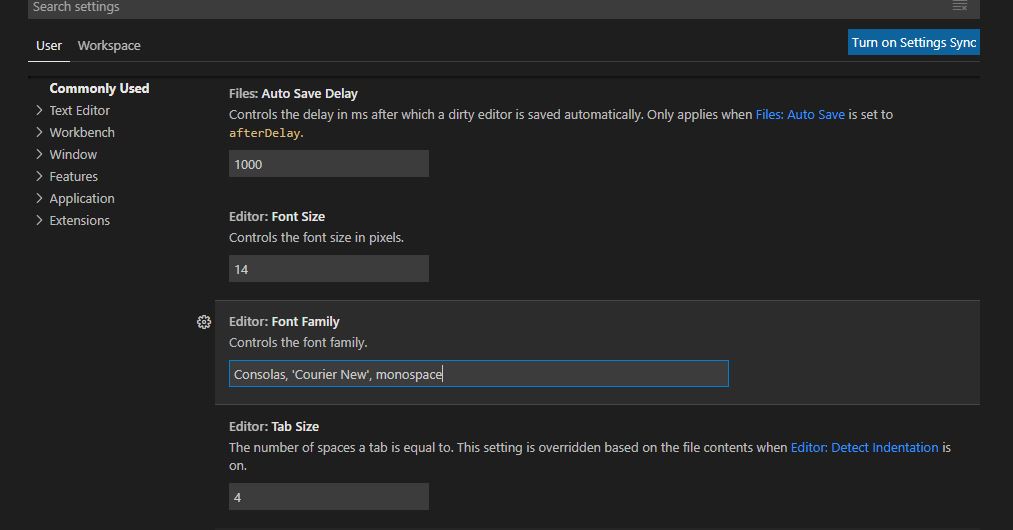 Search settings
User Workspace
Turn on Settings Sync
Commonly Used
Text Editor
Workbench
Window
Features
Application
Extensions
Files: Auto Save Delay
Controls the delay in ms after which a dirty editor is saved automatically. Only applies when Files: Auto Save is set to
afterDelay.
1000
Editor: Font Size
Controls the font size in pixels.
14
Editor: Font Family
Controls the font family.
Consolas, 'Courier New', monospace
Editor: Tab Size
The number of spaces a tab is equal to. This setting is overridden based on the file contents when Editor: Detect Indentation is
on.
4